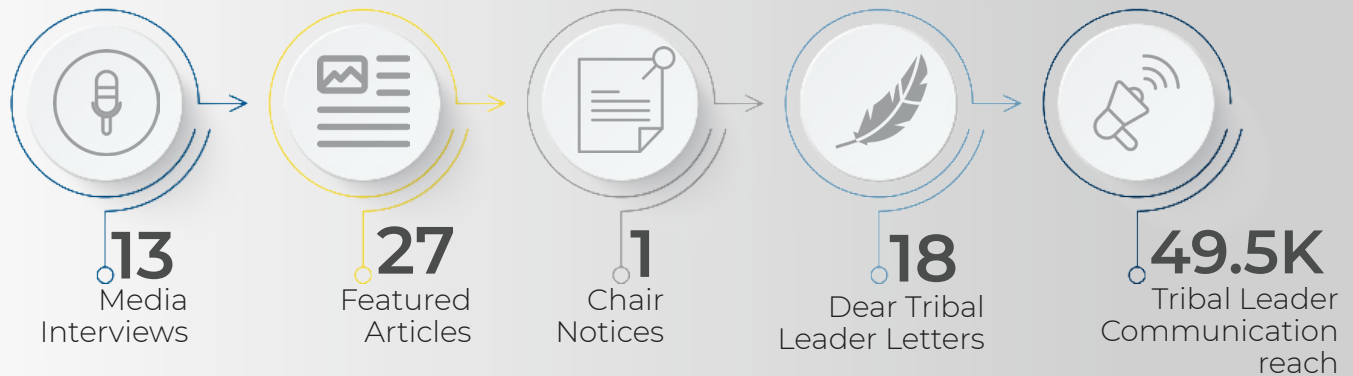 13
Media
Interviews
27
Featured
Articles
1
Chair
Notices
18
Dear Tribal
Leader Letters
49.5K
Tribal Leader
Communication
reach